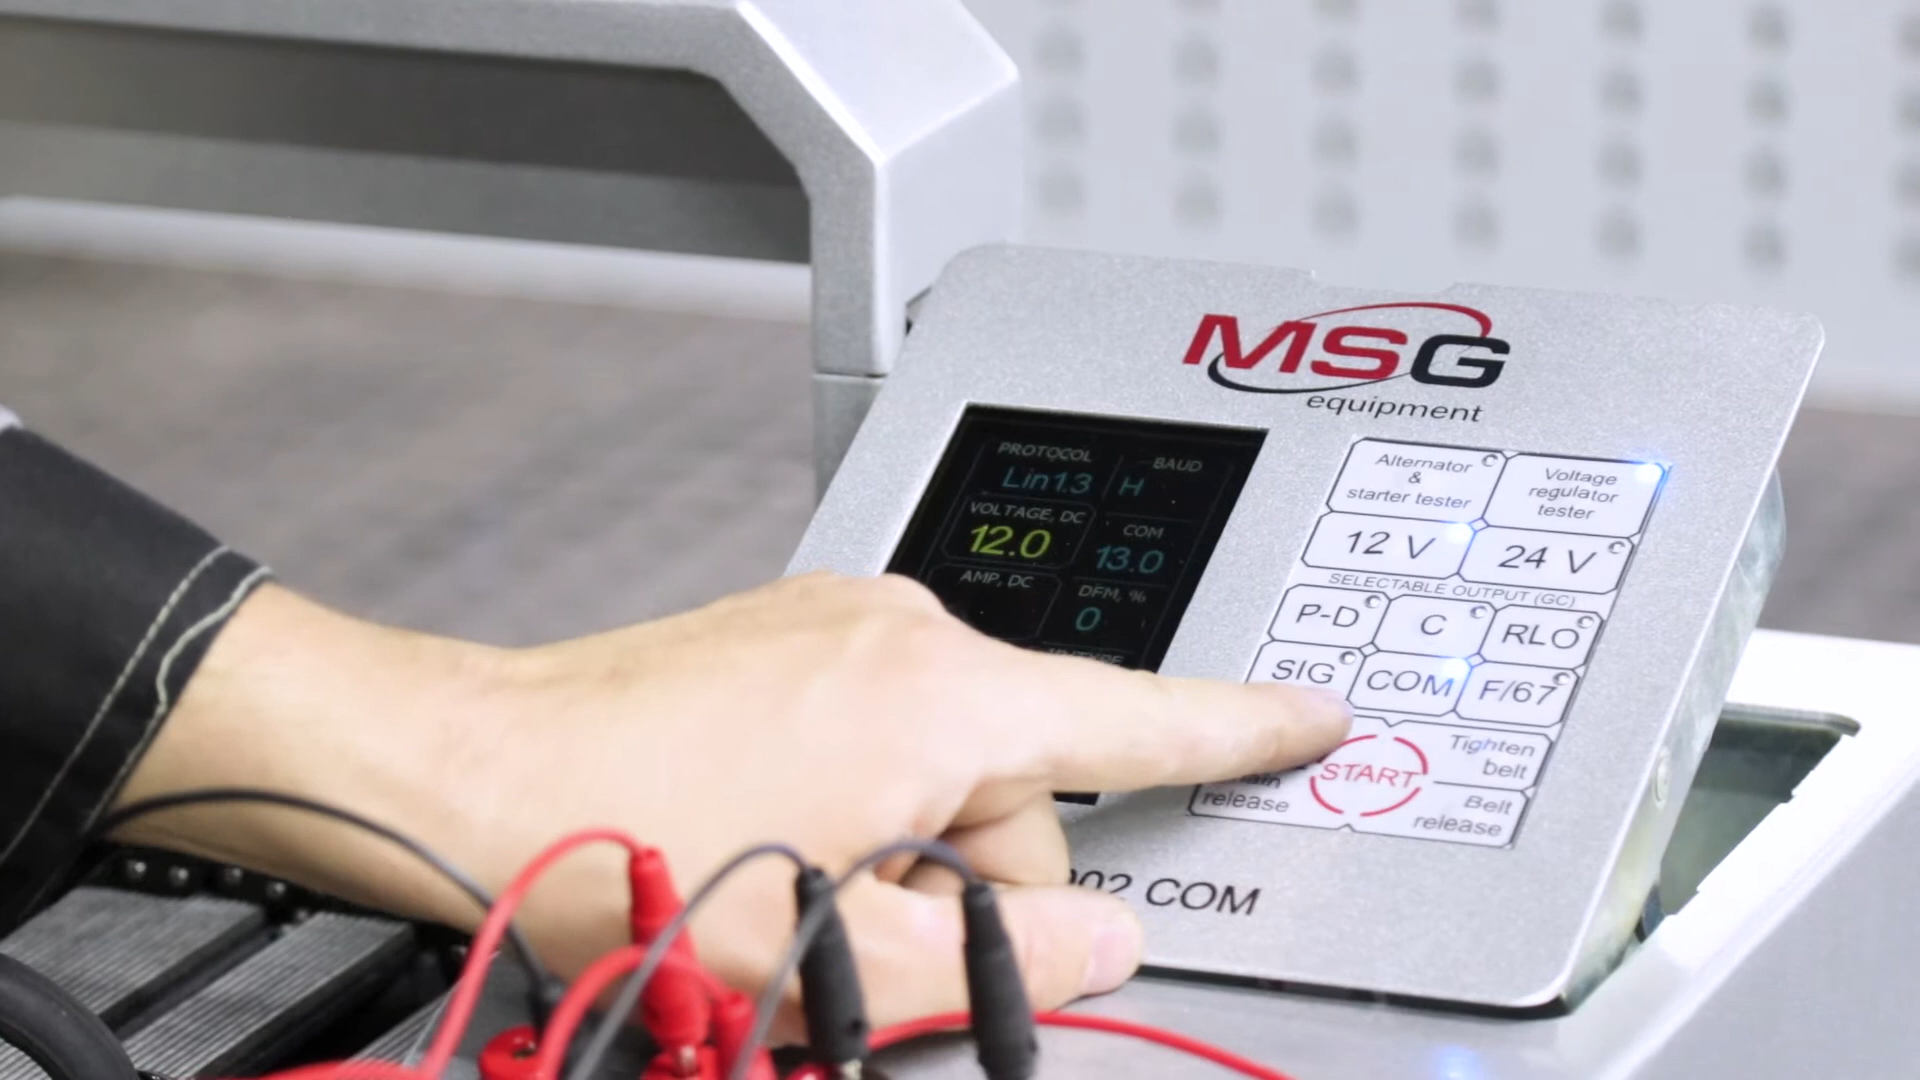 MSG
equipment
PROTOCOL
BAUD
Lin1.3
H
VOLTAGE, DC
COM
12.0
13.0
AMP, DC
DFM, %
0
Alternator
&
starter tester
Voltage
regulator
tester
12 V
24 V
SELECTABLE OUTPUT (GC)
P-D
C
RLO
SIG
COM
F/67
START
Tighten
belt
release
Belt
release
COM